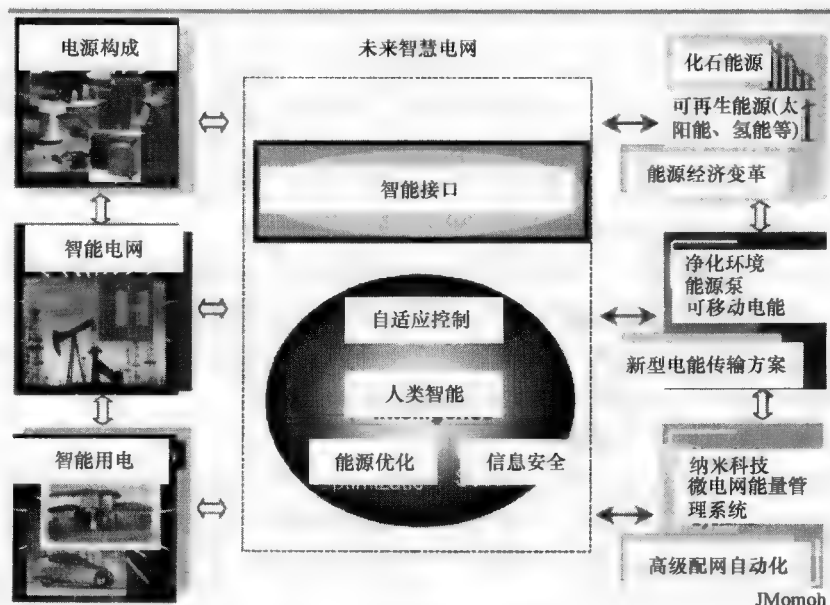 电源构成
未来智慧电网
化石能源
可再生能源(太
阳能、氢能等)
能源经济变革
智能接口
智能电网
净化环境
能源泵
可移动电能
新型电能传输方案
自适应控制
人类智能
能源优化
信息安全
智能用电
纳米科技
微电网能量管
理系统
高级配网自动化
JMomoh